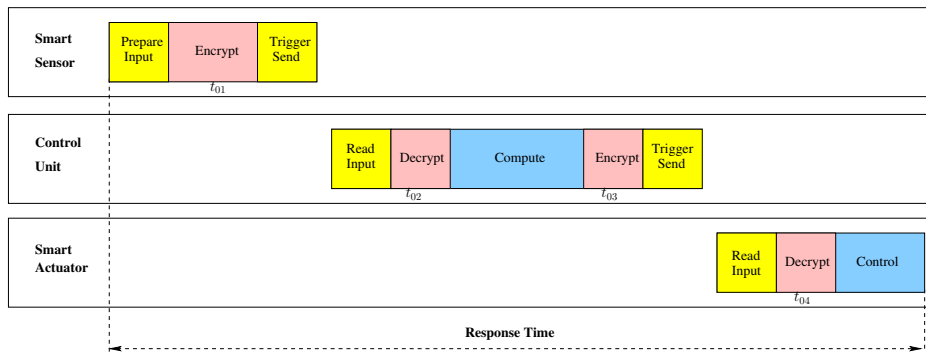 Smart
Sensor
Prepare
Input
Encrypt
Trigger
Send
t01
Control
Unit
Read
Input
Decrypt
Compute
Encrypt
Trigger
Send
t02
t03
Smart
Actuator
Read
Input
Decrypt
Control
t04
Response Time